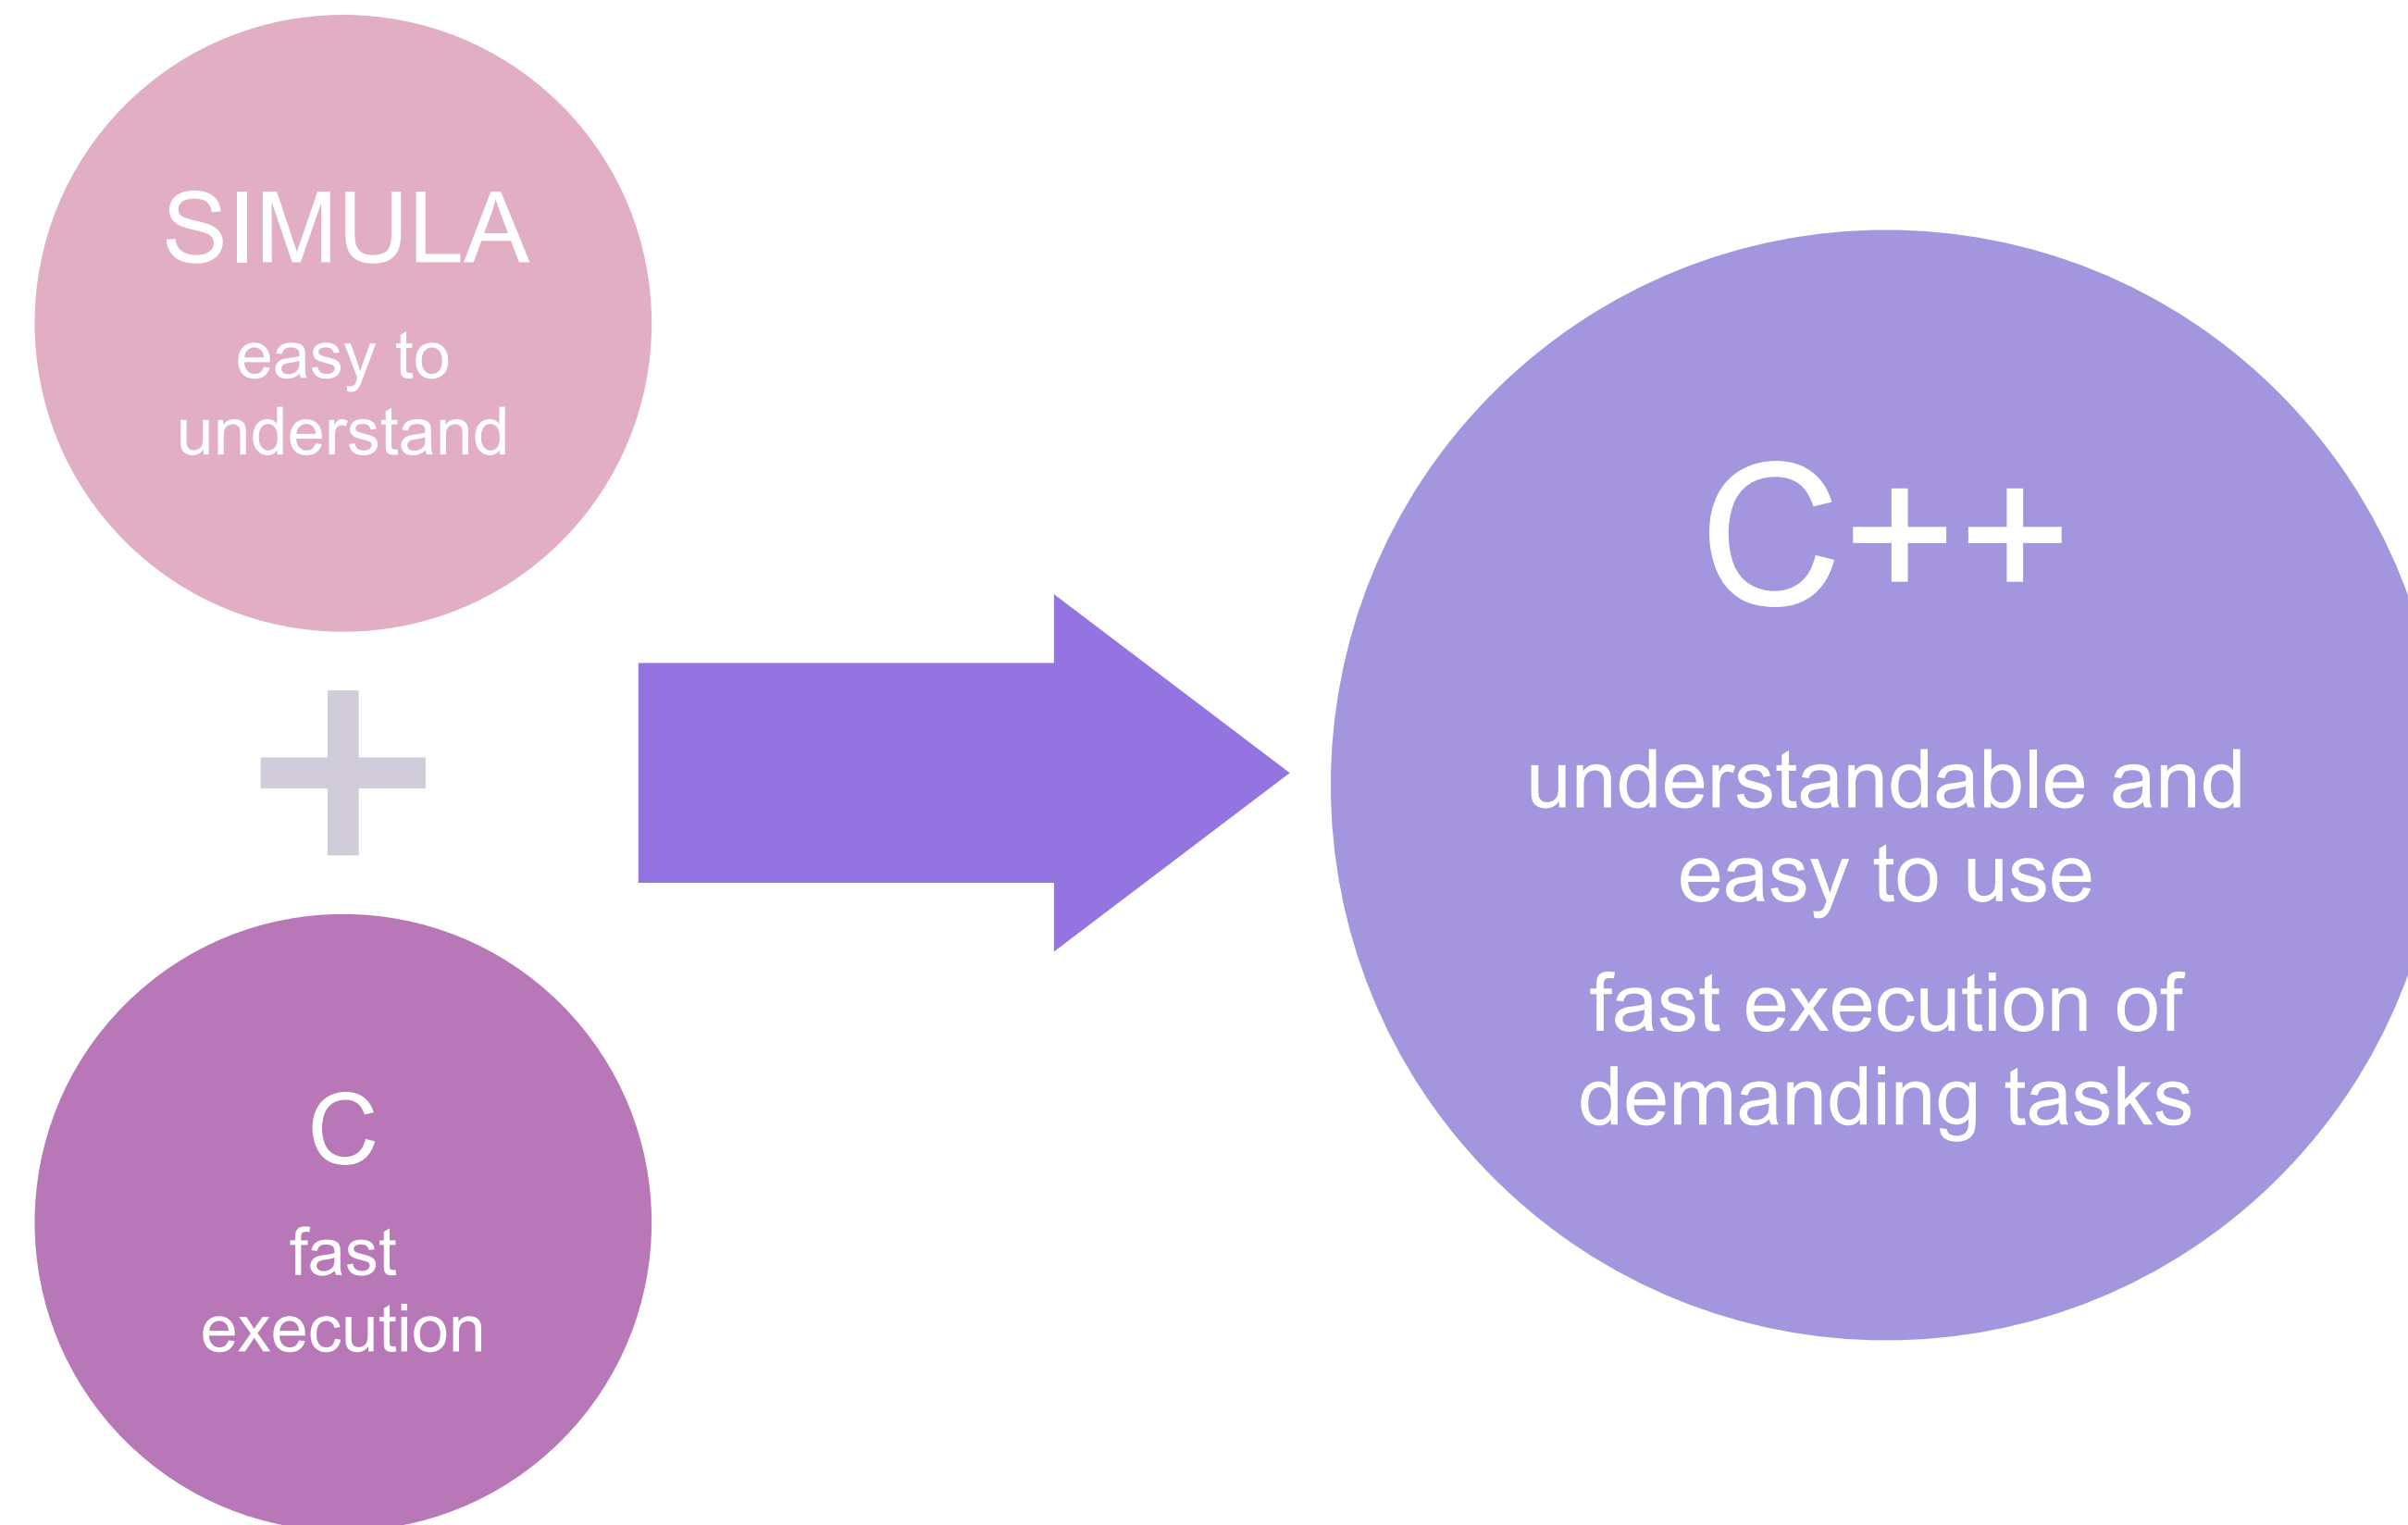 SIMULA
easy to
understand
C
fast
execution
C++
understandable and
easy to use
fast execution of
demanding tasks